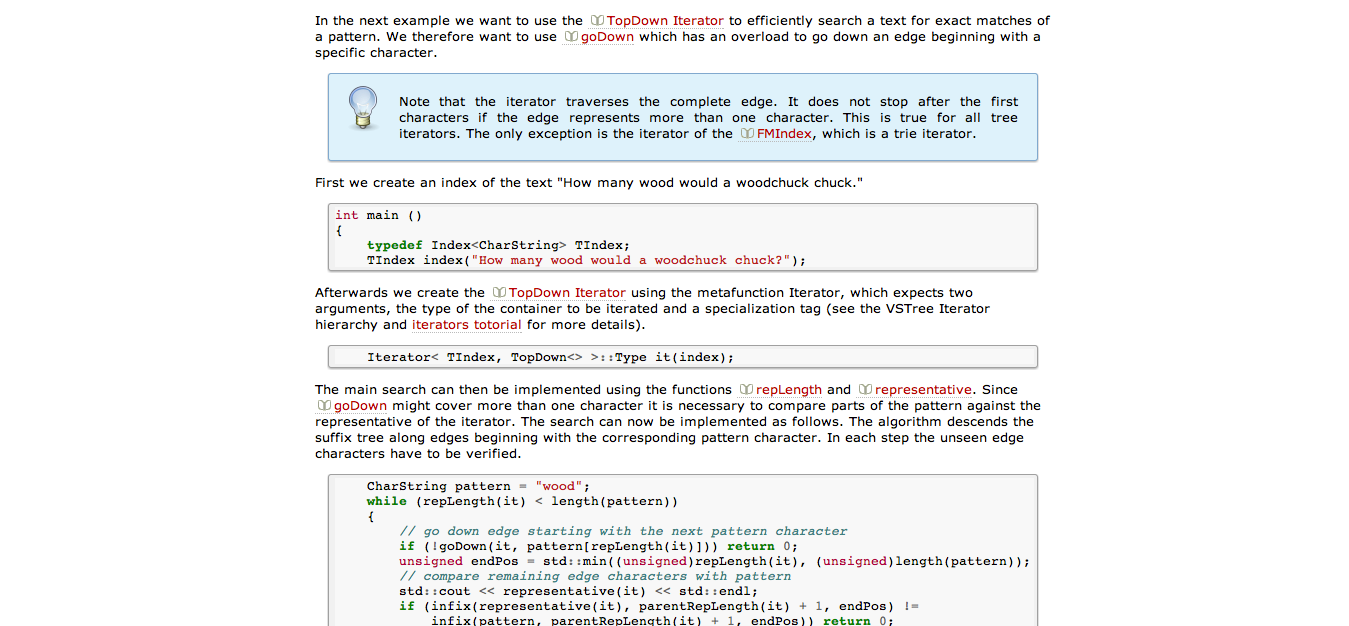 In the next example we want to use the TopDown Iterator to efficiently search a text for exact matches of
a pattern. We therefore want to use goDown which has an overload to go down an edge beginning with a
specific character.
Note that the iterator traverses the complete edge. It does not stop after the first
characters if the edge represents more than one character. This is true for all tree
iterators. The only exception is the iterator of the FMIndex, which is a trie iterator.
First we create an index of the text "How many wood would a woodchuck chuck."
int main ()
{
    typedef Index<CharString> TIndex;
    TIndex index("How many wood would a woodchuck chuck?");
Afterwards we create the TopDown Iterator using the metafunction Iterator, which expects two
arguments, the type of the container to be iterated and a specialization tag (see the VSTree Iterator
hierarchy and iterators totorial for more details).
    Iterator< TIndex, TopDown<> >::Type it(index);
The main search can then be implemented using the functions repLength and representative. Since
goDown might cover more than one character it is necessary to compare parts of the pattern against the
representative of the iterator. The search can now be implemented as follows. The algorithm descends the
suffix tree along edges beginning with the corresponding pattern character. In each step the unseen edge
characters have to be verified.
    CharString pattern = "wood";
    while (repLength(it) < length(pattern))
    {
        // go down edge starting with the next pattern character
        if (!goDown(it, pattern[repLength(it)])) return 0;
        unsigned endPos = std::min((unsigned)repLength(it), (unsigned)length(pattern));
        // compare remaining edge characters with pattern
        std::cout << representative(it) << std::endl;
        if (infix(representative(it), parentRepLength(it) + 1, endPos) !=
            infix(pattern, parentRepLength(it) + 1, endPos)) return 0;